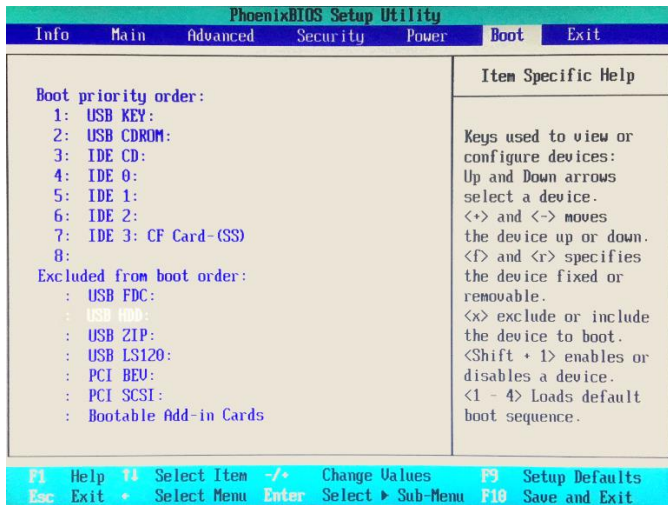 PhoenixBIOS Setup Utility
Info Main Advanced Security Power Boot Exit
Item Specific Help
Boot priority order:
1: USB KEY:
2: USB CDROM:
3: IDE CD:
4: IDE 0:
5: IDE 1:
6: IDE 2:
7: IDE 3: CF Card-(SS)
8:
Excluded from boot order:
: USB FDC:
: USB HDD:
: USB ZIP:
: USB LS120:
: PCI BEV:
: PCI SCSI:
: Bootable Add-in Cards
Keys used to view or
configure devices:
Up and Down arrows
select a device.
<+> and <-> moves
the device up or down.
<f> and <r> specifies
the device fixed or
removable.
<x> exclude or include
the device to boot.
<Shift + 1> enables or
disables a device.
<1 - 4> Loads default
boot sequence.
F1 Help ↑↓ Select Item -/+ Change Values F9 Setup Defaults
Esc Exit ↔ Select Menu Enter Select ▶ Sub-Menu F10 Save and Exit